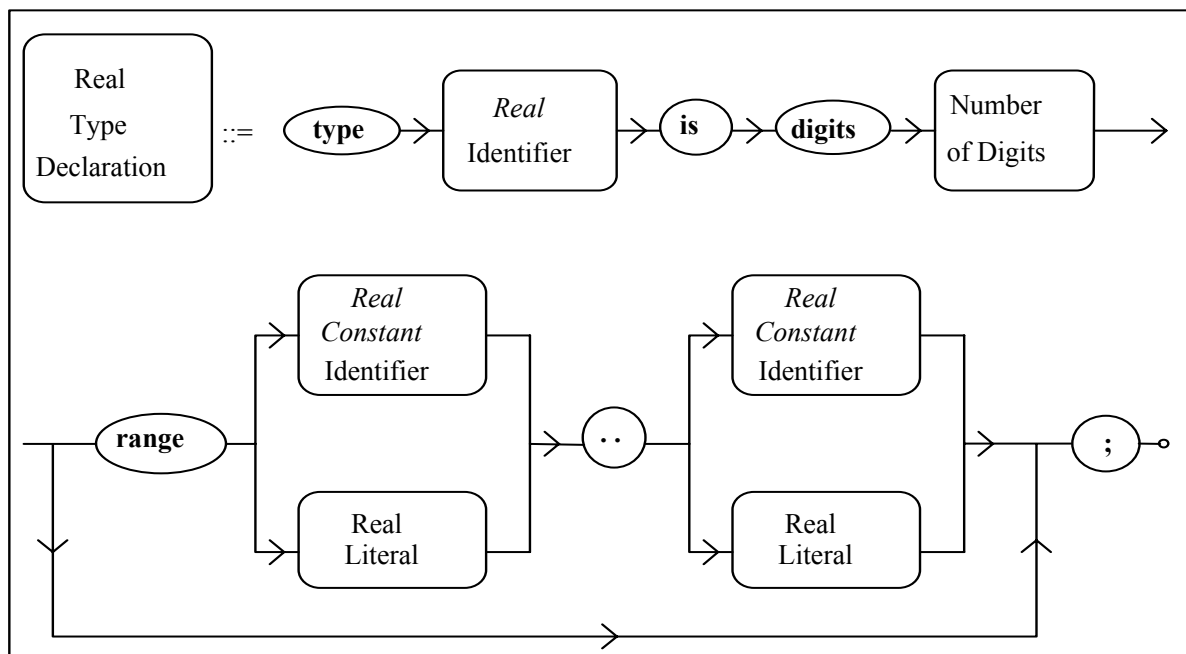 Real
Type
Declaration
::=
type
Real
Identifier
is
digits
Number
of Digits
range
Real
Constant
Identifier
Real
Literal
..
Real
Constant
Identifier
Real
Literal
;